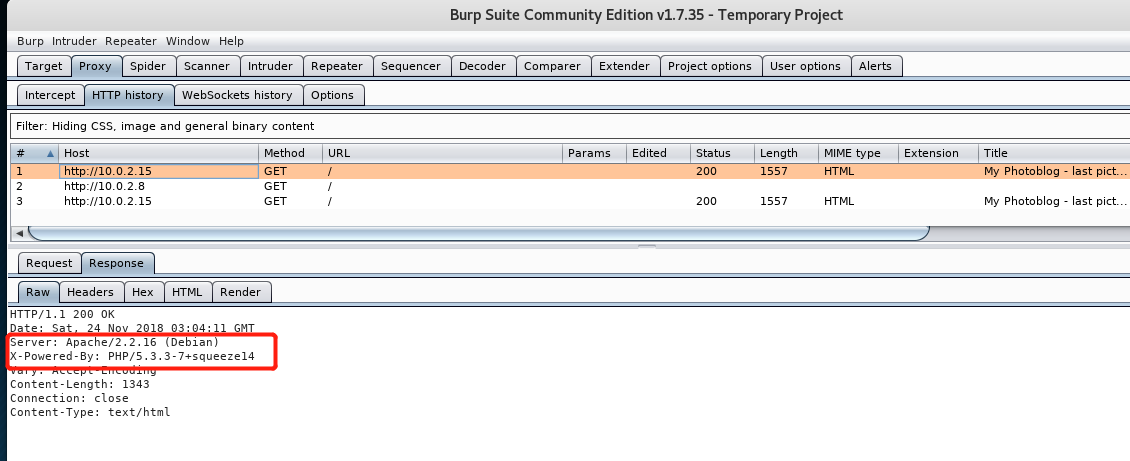 Burp Suite Community Edition v1.7.35 - Temporary Project
Burp Intruder Repeater Window Help
Target Proxy Spider Scanner Intruder Repeater Sequencer Decoder Comparer Extender Project options User options Alerts
Intercept HTTP history WebSockets history Options
Filter: Hiding CSS, image and general binary content
# Host Method URL Params Edited Status Length MIME type Extension Title
1 http://10.0.2.15 GET / 200 1557 HTML My Photoblog - last pict...
2 http://10.0.2.8 GET /
3 http://10.0.2.15 GET / 200 1557 HTML My Photoblog - last pict...
Request Response
Raw Headers Hex HTML Render
HTTP/1.1 200 OK
Date: Sat, 24 Nov 2018 03:04:11 GMT
Server: Apache/2.2.16 (Debian)
X-Powered-By: PHP/5.3.3-7+squeeze14
Vary: Accept-Encoding
Content-Length: 1343
Connection: close
Content-Type: text/html